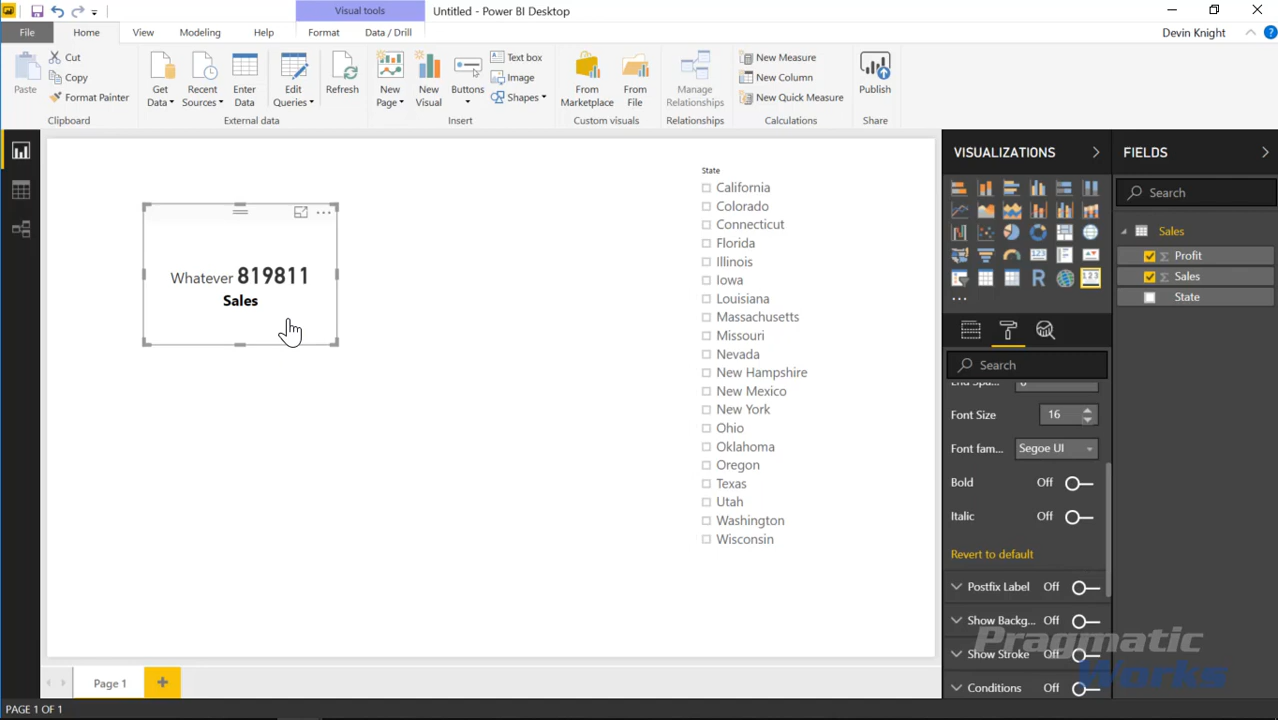 Visual tools
Untitled - Power BI Desktop
File
Home
View
Modeling
Help
Format
Data / Drill
Devin Knight
Paste
Cut
Copy
Format Painter
Clipboard
Get Data
Recent Sources
Enter Data
Edit Queries
Refresh
External data
New Page
New Visual
Buttons
Text box
Image
Shapes
Insert
From Marketplace
From File
Custom visuals
Manage Relationships
Relationships
New Measure
New Column
New Quick Measure
Calculations
Publish
Share
Whatever 819811
Sales
State
California
Colorado
Connecticut
Florida
Illinois
Iowa
Louisiana
Massachusetts
Missouri
Nevada
New Hampshire
New Mexico
New York
Ohio
Oklahoma
Oregon
Texas
Utah
Washington
Wisconsin
VISUALIZATIONS
Search
Font Size 16
Font fam... Segoe UI
Bold Off
Italic Off
Revert to default
Postfix Label Off
Show Backg... Off
Show Stroke Off
Conditions Off
FIELDS
Search
Sales
Profit
Sales
State
Pragmatic Works
Page 1
PAGE 1 OF 1